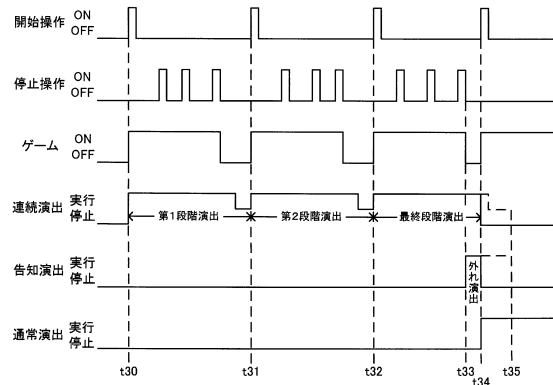 開始操作 ON
OFF
停止操作 ON
OFF
ゲーム ON
OFF
連続演出 実行
停止
第1段階演出 第2段階演出 最終段階演出
告知演出 実行
停止
外れ演出
通常演出 実行
停止
t30 t31 t32 t33 t34 t35